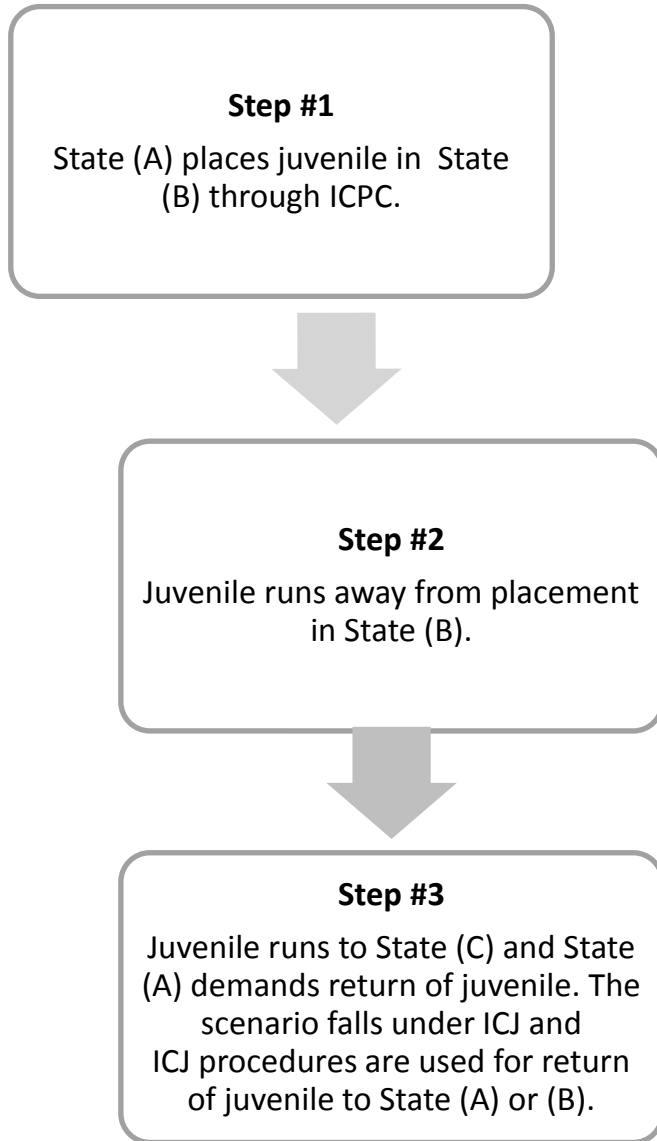 Step #1
State (A) places juvenile in  State
(B) through ICPC.
Step #2
Juvenile runs away from placement
in State (B).
Step #3
Juvenile runs to State (C) and State
(A) demands return of juvenile. The
scenario falls under ICJ and
ICJ procedures are used for return
of juvenile to State (A) or (B).